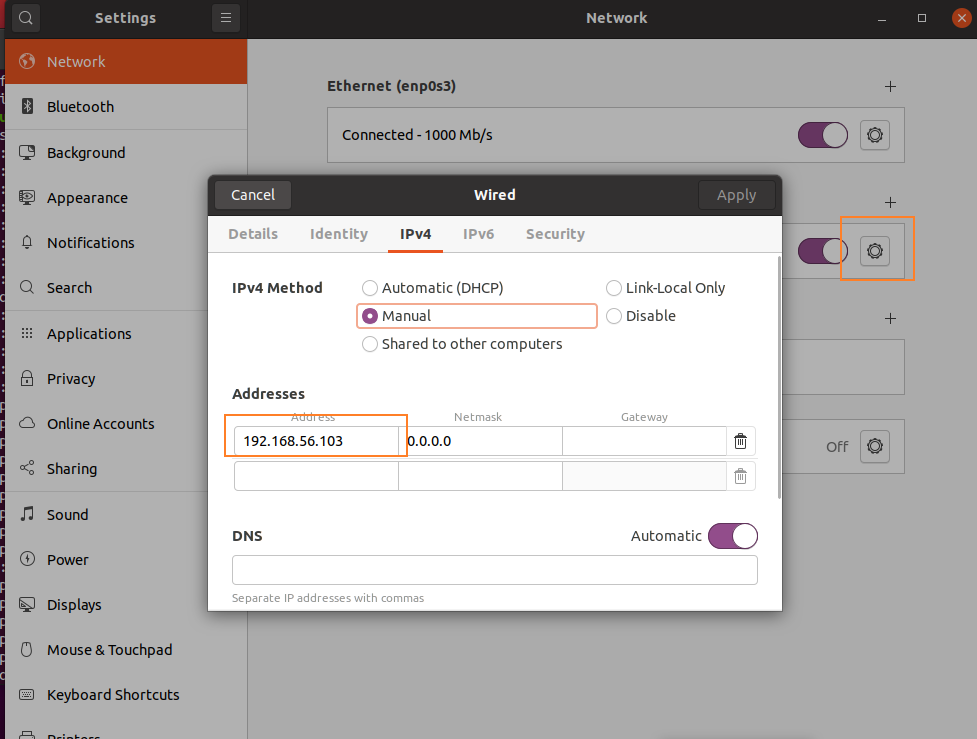 Settings
Network
Network
Bluetooth
Background
Appearance
Notifications
Search
Applications
Privacy
Online Accounts
Sharing
Sound
Power
Displays
Mouse & Touchpad
Keyboard Shortcuts
Printers
Ethernet (enp0s3)
Connected - 1000 Mb/s
Off
Cancel
Wired
Apply
Details
Identity
IPv4
IPv6
Security
IPv4 Method
Automatic (DHCP)
Link-Local Only
Manual
Disable
Shared to other computers
Addresses
Address
Netmask
Gateway
192.168.56.103
0.0.0.0
DNS
Automatic
Separate IP addresses with commas